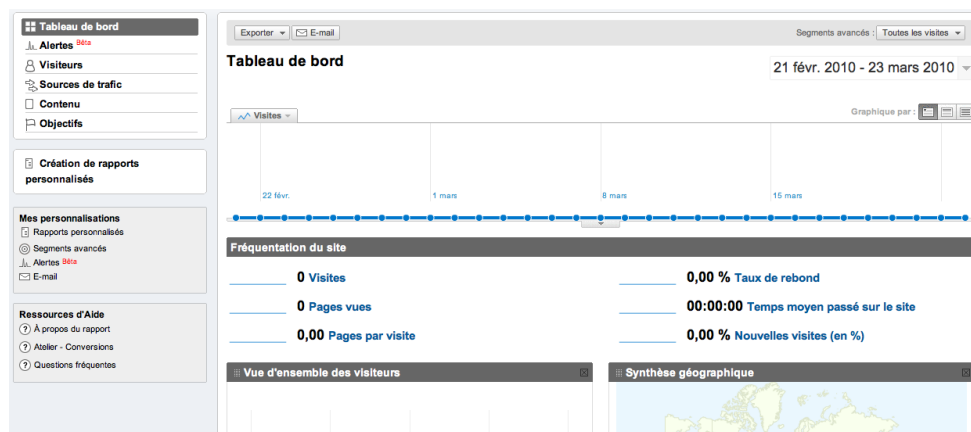 Tableau de bord
Alertes Bêta
Visiteurs
Sources de trafic
Contenu
Objectifs
Création de rapports
personnalisés
Mes personnalisations
Rapports personnalisés
Segments avancés
Alertes Bêta
E-mail
Ressources d'Aide
À propos du rapport
Atelier - Conversions
Questions fréquentes
Exporter
E-mail
Segments avancés : Toutes les visites
Tableau de bord
21 févr. 2010 - 23 mars 2010
Visites
Graphique par :
22 févr.
1 mars
8 mars
15 mars
Fréquentation du site
0 Visites
0,00 % Taux de rebond
0 Pages vues
00:00:00 Temps moyen passé sur le site
0,00 Pages par visite
0,00 % Nouvelles visites (en %)
Vue d'ensemble des visiteurs
Synthèse géographique